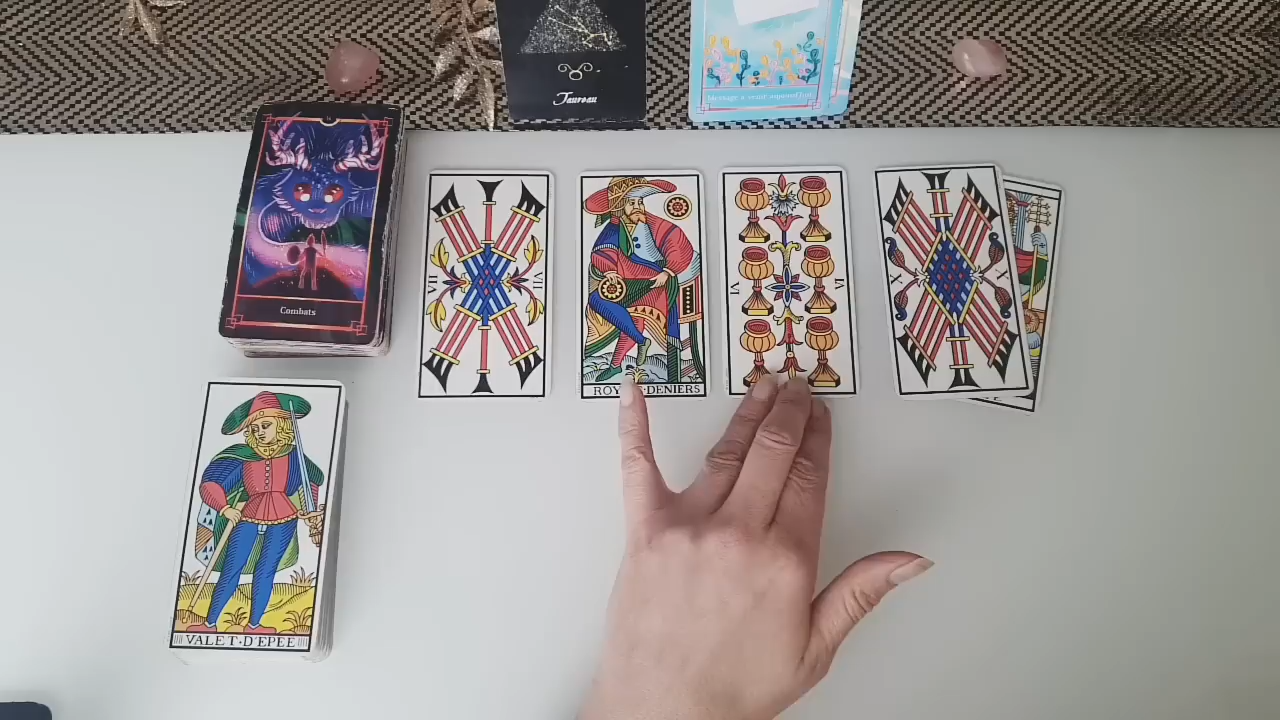 Taureau
Combats
VII
VII
ROY
DENIERS
VI
VI
X
X
VALET·D'EPEE